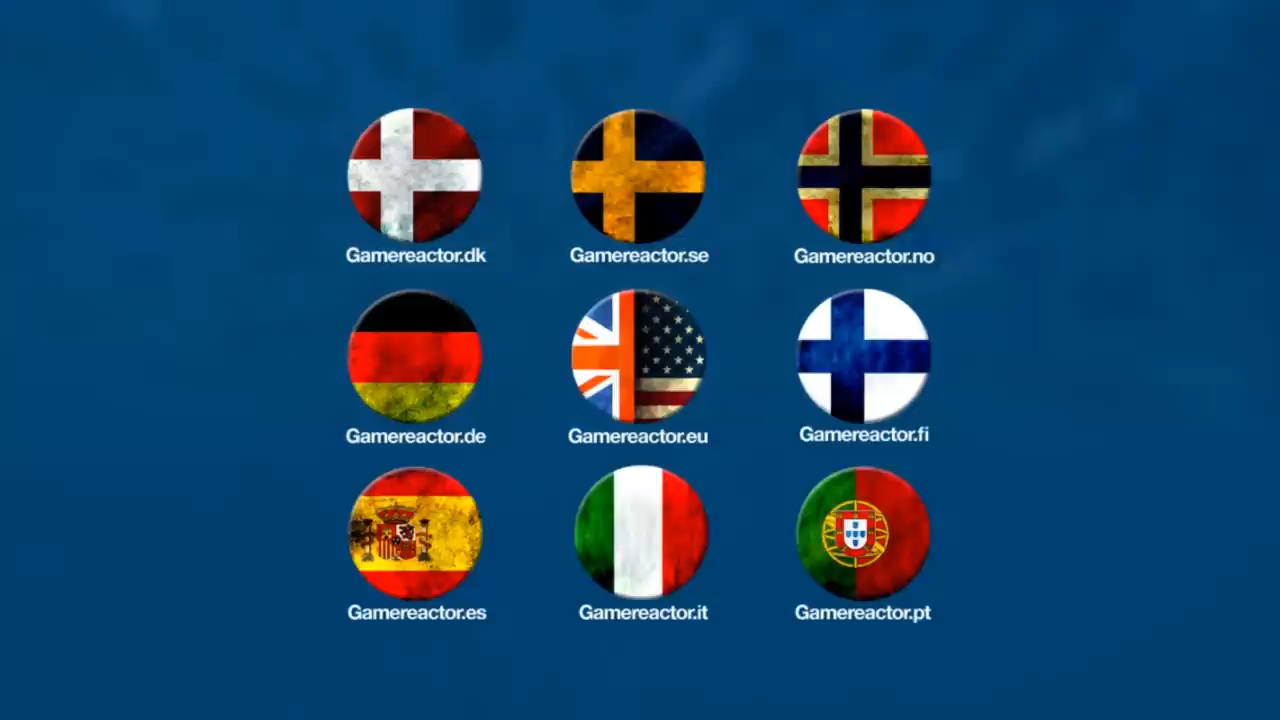 Gamereactor.dk
Gamereactor.se
Gamereactor.no
Gamereactor.de
Gamereactor.eu
Gamereactor.fi
Gamereactor.es
Gamereactor.it
Gamereactor.pt